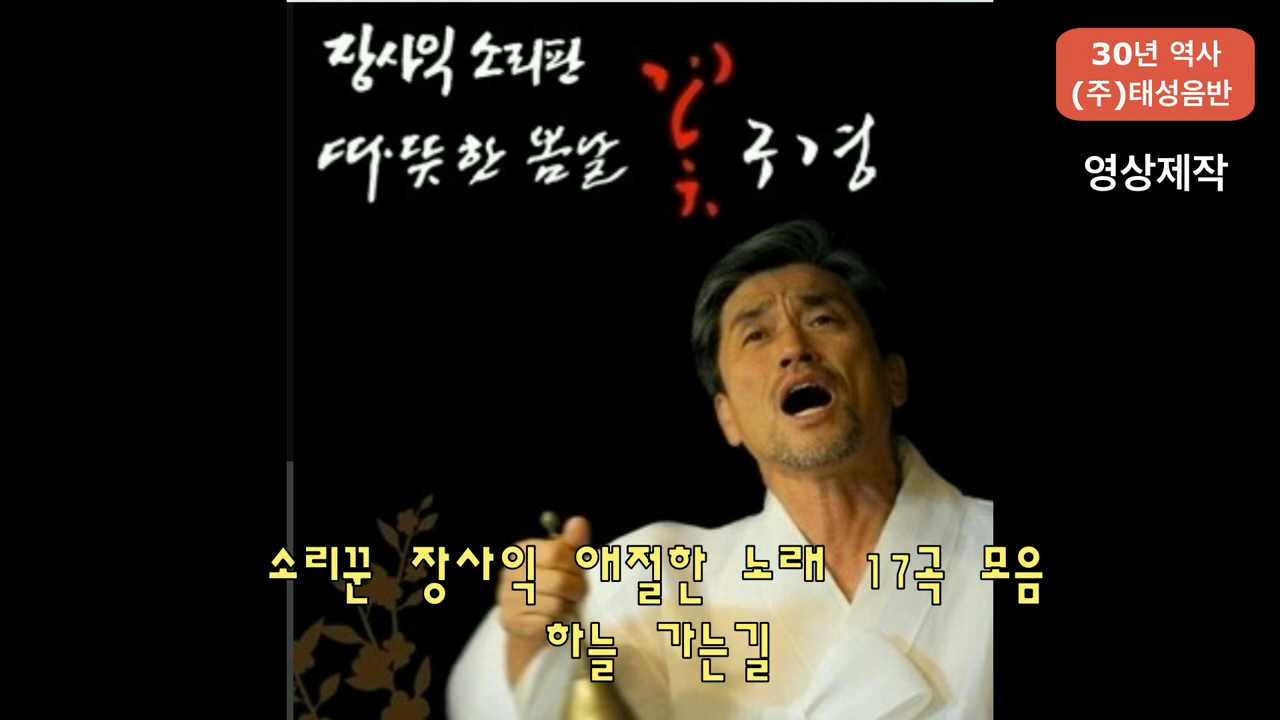 장사익 소리판
따뜻한 봄날 꽃구경
30년 역사
(주)태성음반
영상제작
소리꾼 장사익 애절한 노래 17곡 모음
하늘 가는길